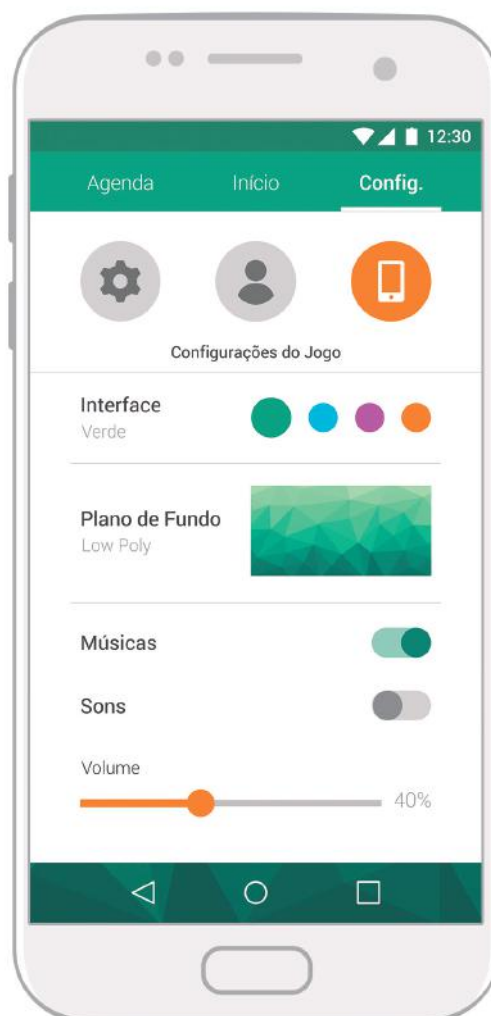 12:30
Agenda Início Config.
Configurações do Jogo
Interface
Verde
Plano de Fundo
Low Poly
Músicas
Sons
Volume
40%